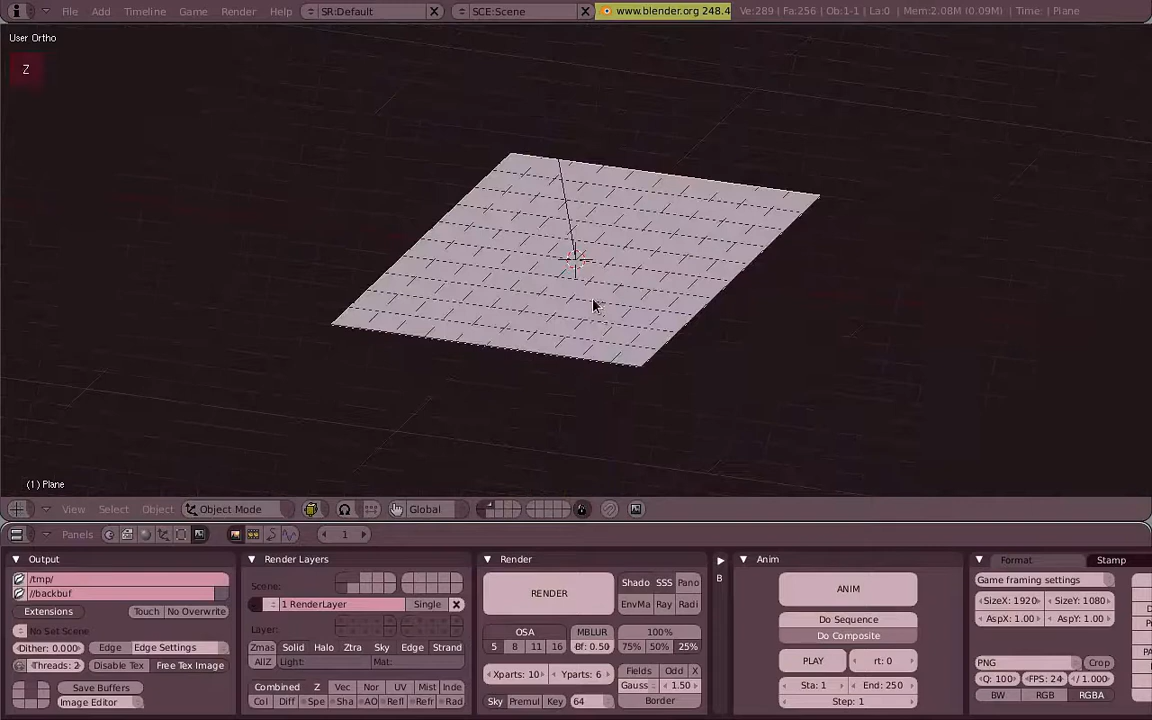 File Add Timeline Game Render Help SR:Default SCE:Scene www.blender.org 248.4 Ve:289 | Fa:256 | Ob:1-1 | La:0 | Mem:2.08M (0.09M) | Time: | Plane
User Ortho
Z
(1) Plane
View Select Object Object Mode Global
Panels 1
Output
/tmp/
//backbuf
Extensions Touch No Overwrite
No Set Scene
Dither: 0.000 Edge Edge Settings
Threads: 2 Disable Tex Free Tex Image
Save Buffers
Image Editor
Render Layers
Scene:
1 RenderLayer Single
Layer:
Zmas Solid Halo Ztra Sky Edge Strand
AllZ Light: Mat:
Combined Z Vec Nor UV Mist Inde
Col Diff Spe Sha AO Refl Refr Rad
Render
RENDER
Shado SSS Pano
EnvMa Ray Radi
OSA MBLUR 100%
5 8 11 16 Bf: 0.50 75% 50% 25%
Xparts: 10 Yparts: 6 Fields Odd X
Gauss 1.50
Sky Premul Key 64 Border
B
Anim
ANIM
Do Sequence
Do Composite
PLAY rt: 0
Sta: 1 End: 250
Step: 1
Format Stamp
Game framing settings
SizeX: 1920 SizeY: 1080
AspX: 1.00 AspY: 1.00
PNG Crop
Q: 100 FPS: 24 /1.000
BW RGB RGBA